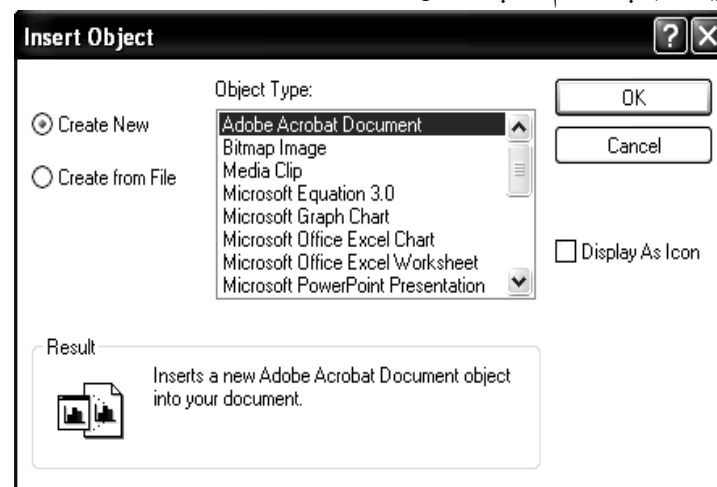 Insert Object
Object Type:
Create New
Create from File
Adobe Acrobat Document
Bitmap Image
Media Clip
Microsoft Equation 3.0
Microsoft Graph Chart
Microsoft Office Excel Chart
Microsoft Office Excel Worksheet
Microsoft PowerPoint Presentation
OK
Cancel
Display As Icon
Result
Inserts a new Adobe Acrobat Document object
into your document.